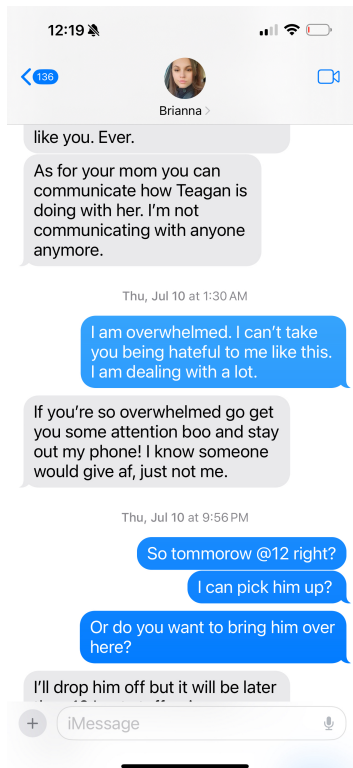 12:19
136
Brianna
like you. Ever.
As for your mom you can
communicate how Teagan is
doing with her. I'm not
communicating with anyone
anymore.
Thu, Jul 10 at 1:30 AM
I am overwhelmed. I can't take
you being hateful to me like this.
I am dealing with a lot.
If you're so overwhelmed go get
you some attention boo and stay
out my phone! I know someone
would give af, just not me.
Thu, Jul 10 at 9:56 PM
So tommorow @12 right?
I can pick him up?
Or do you want to bring him over
here?
I'll drop him off but it will be later
iMessage